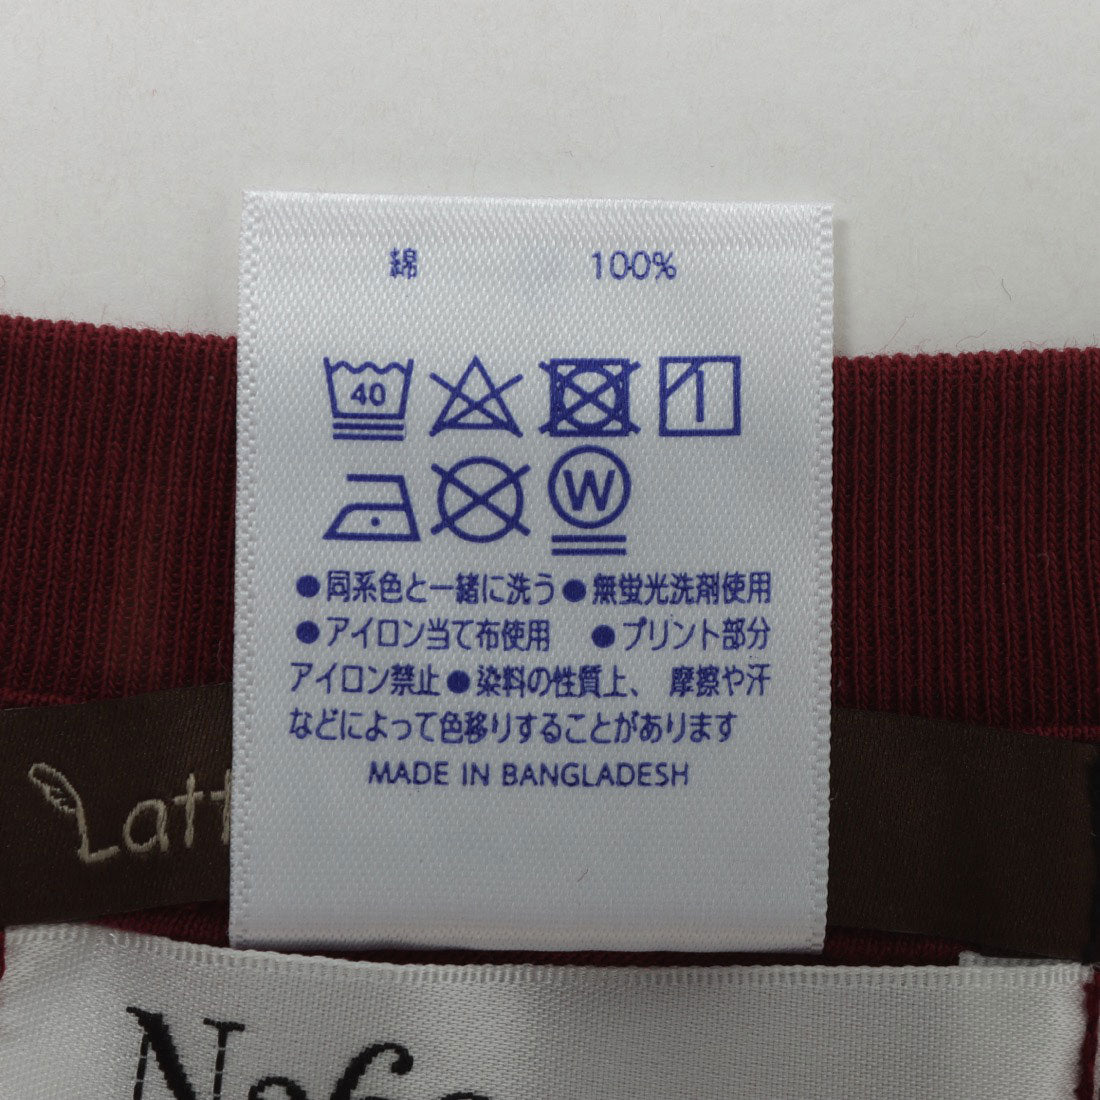 綿 100%
40
W
●同系色と一緒に洗う●無蛍光洗剤使用
●アイロン当て布使用 ●プリント部分
アイロン禁止●染料の性質上、 摩擦や汗
などによって色移りすることがあります
MADE IN BANGLADESH
Latt